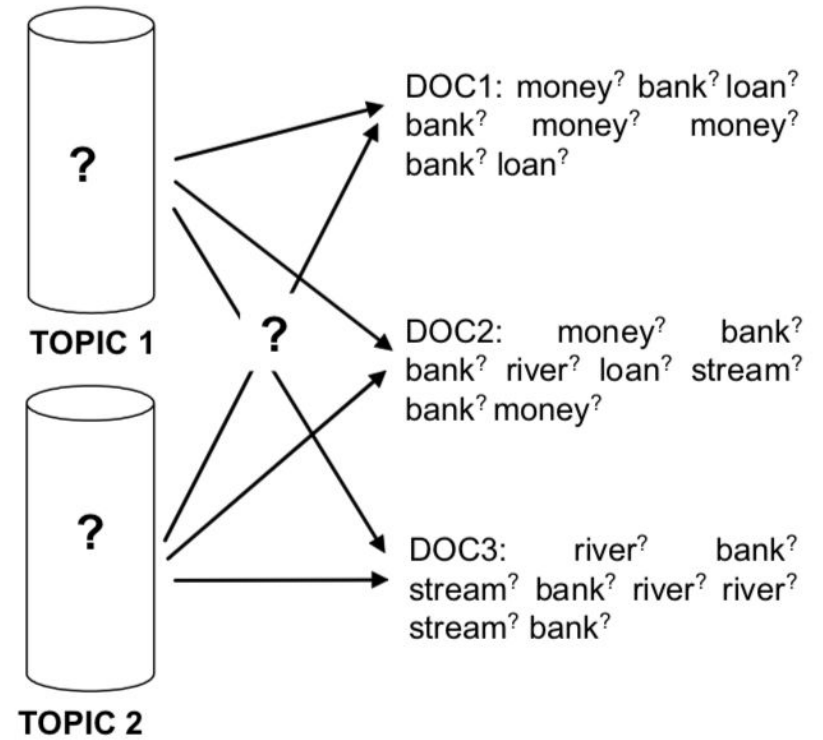 ?
TOPIC 1
?
TOPIC 2
?
DOC1: money? bank? loan?
bank? money? money?
bank? loan?
DOC2: money? bank?
bank? river? loan? stream?
bank? money?
DOC3: river? bank?
stream? bank? river? river?
stream? bank?